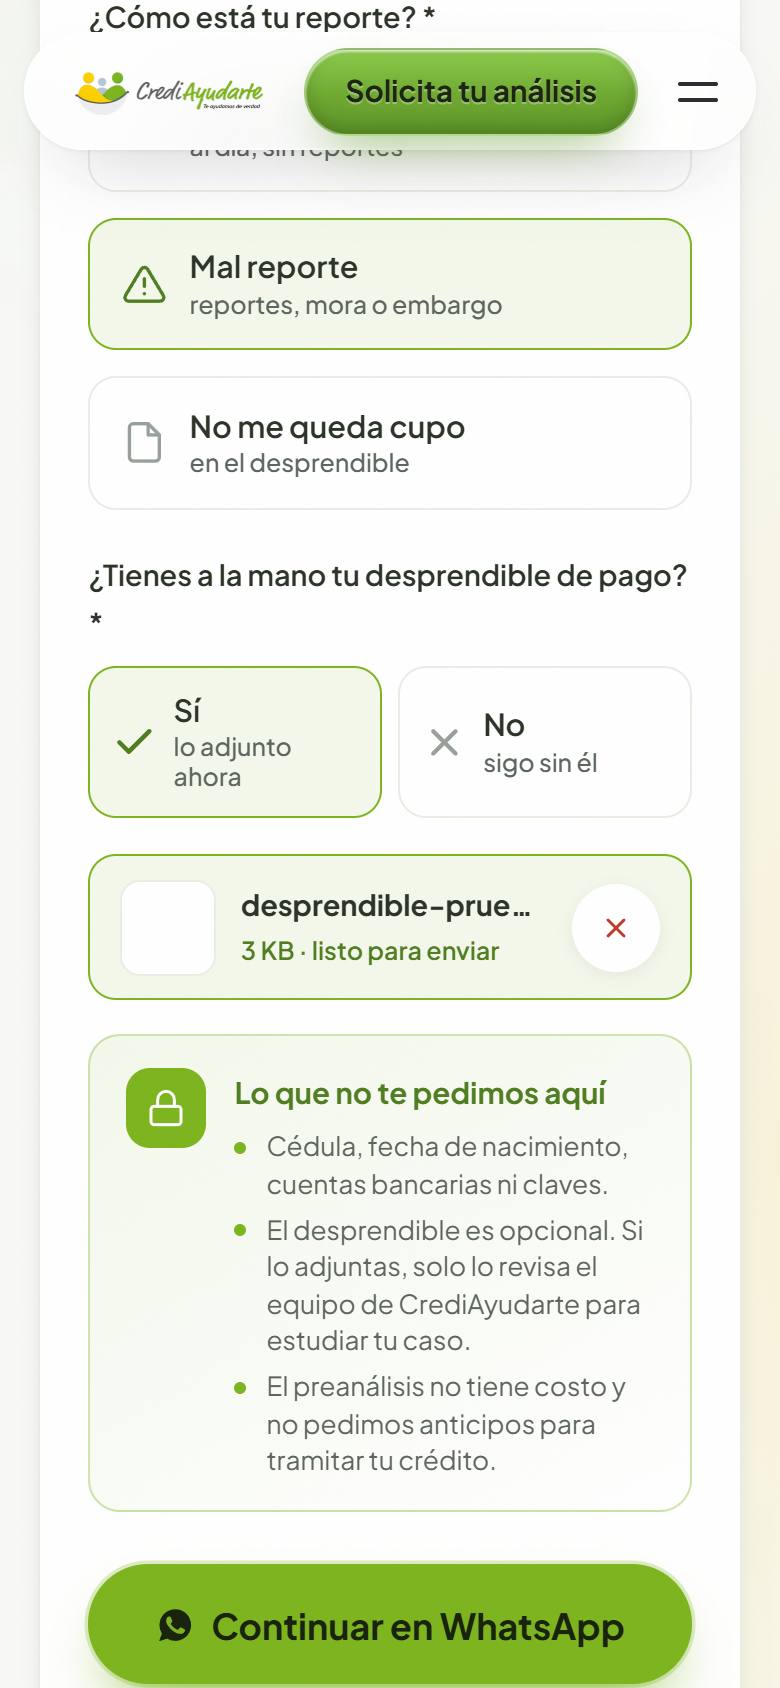 ¿Cómo está tu reporte? *
CrediAyudarte
Te ayudamos de verdad
Solicita tu análisis
al día, sin reportes
Mal reporte
reportes, mora o embargo
No me queda cupo
en el desprendible
¿Tienes a la mano tu desprendible de pago?
*
Sí
lo adjunto
ahora
No
sigo sin él
desprendible-prue...
3 KB · listo para enviar
Lo que no te pedimos aquí
Cédula, fecha de nacimiento,
cuentas bancarias ni claves.
El desprendible es opcional. Si
lo adjuntas, solo lo revisa el
equipo de CrediAyudarte para
estudiar tu caso.
El preanálisis no tiene costo y
no pedimos anticipos para
tramitar tu crédito.
Continuar en WhatsApp